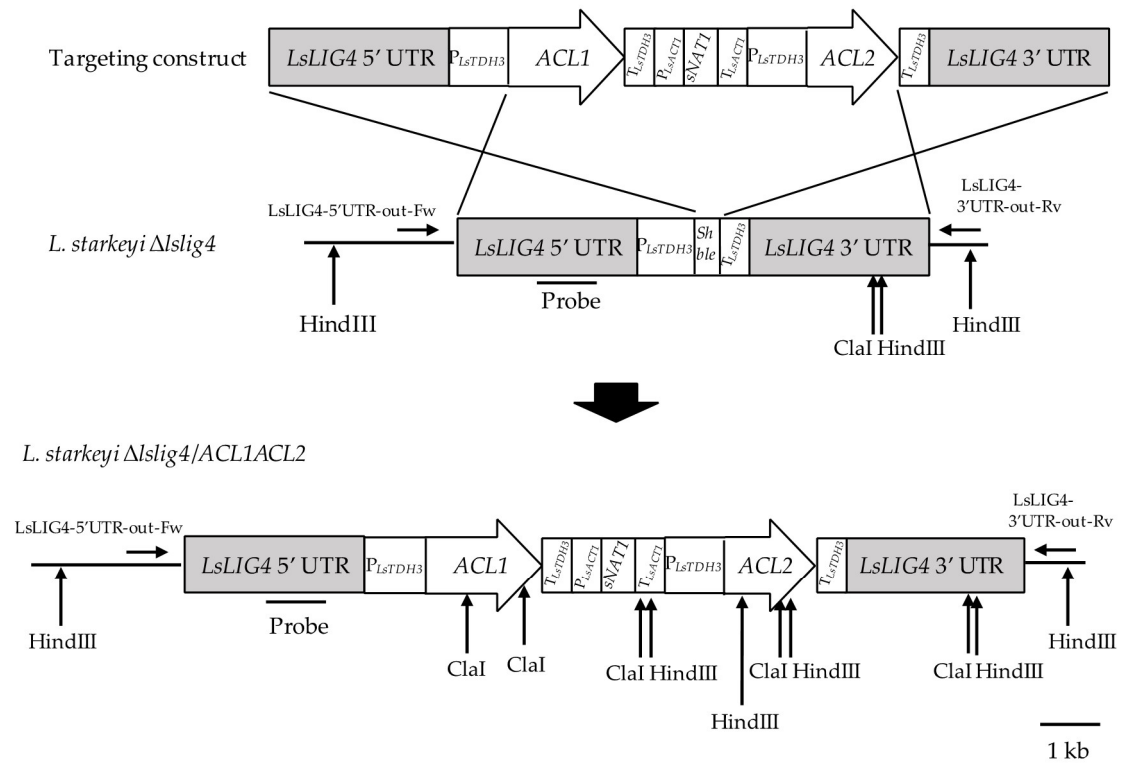 Targeting construct
LsLIG4 5′ UTR
PLsTDH3
ACL1
TLsTDH3
PLsACT1
sNAT1
TLsACT1
PLsTDH3
ACL2
TLsTDH3
LsLIG4 3′ UTR
LsLIG4-5′UTR-out-Fw
LsLIG4-
3′UTR-out-Rv
L. starkeyi Δlslig4
LsLIG4 5′ UTR
PLsTDH3
Sh
ble
TLsTDH3
LsLIG4 3′ UTR
Probe
HindIII
ClaI HindIII
HindIII
L. starkeyi Δlslig4/ACL1ACL2
LsLIG4-5′UTR-out-Fw
LsLIG4-
3′UTR-out-Rv
LsLIG4 5′ UTR
PLsTDH3
ACL1
TLsTDH3
PLsACT1
sNAT1
TLsACT1
PLsTDH3
ACL2
TLsTDH3
LsLIG4 3′ UTR
HindIII
Probe
ClaI
ClaI
ClaI HindIII
HindIII
ClaI HindIII
ClaI HindIII
HindIII
1 kb